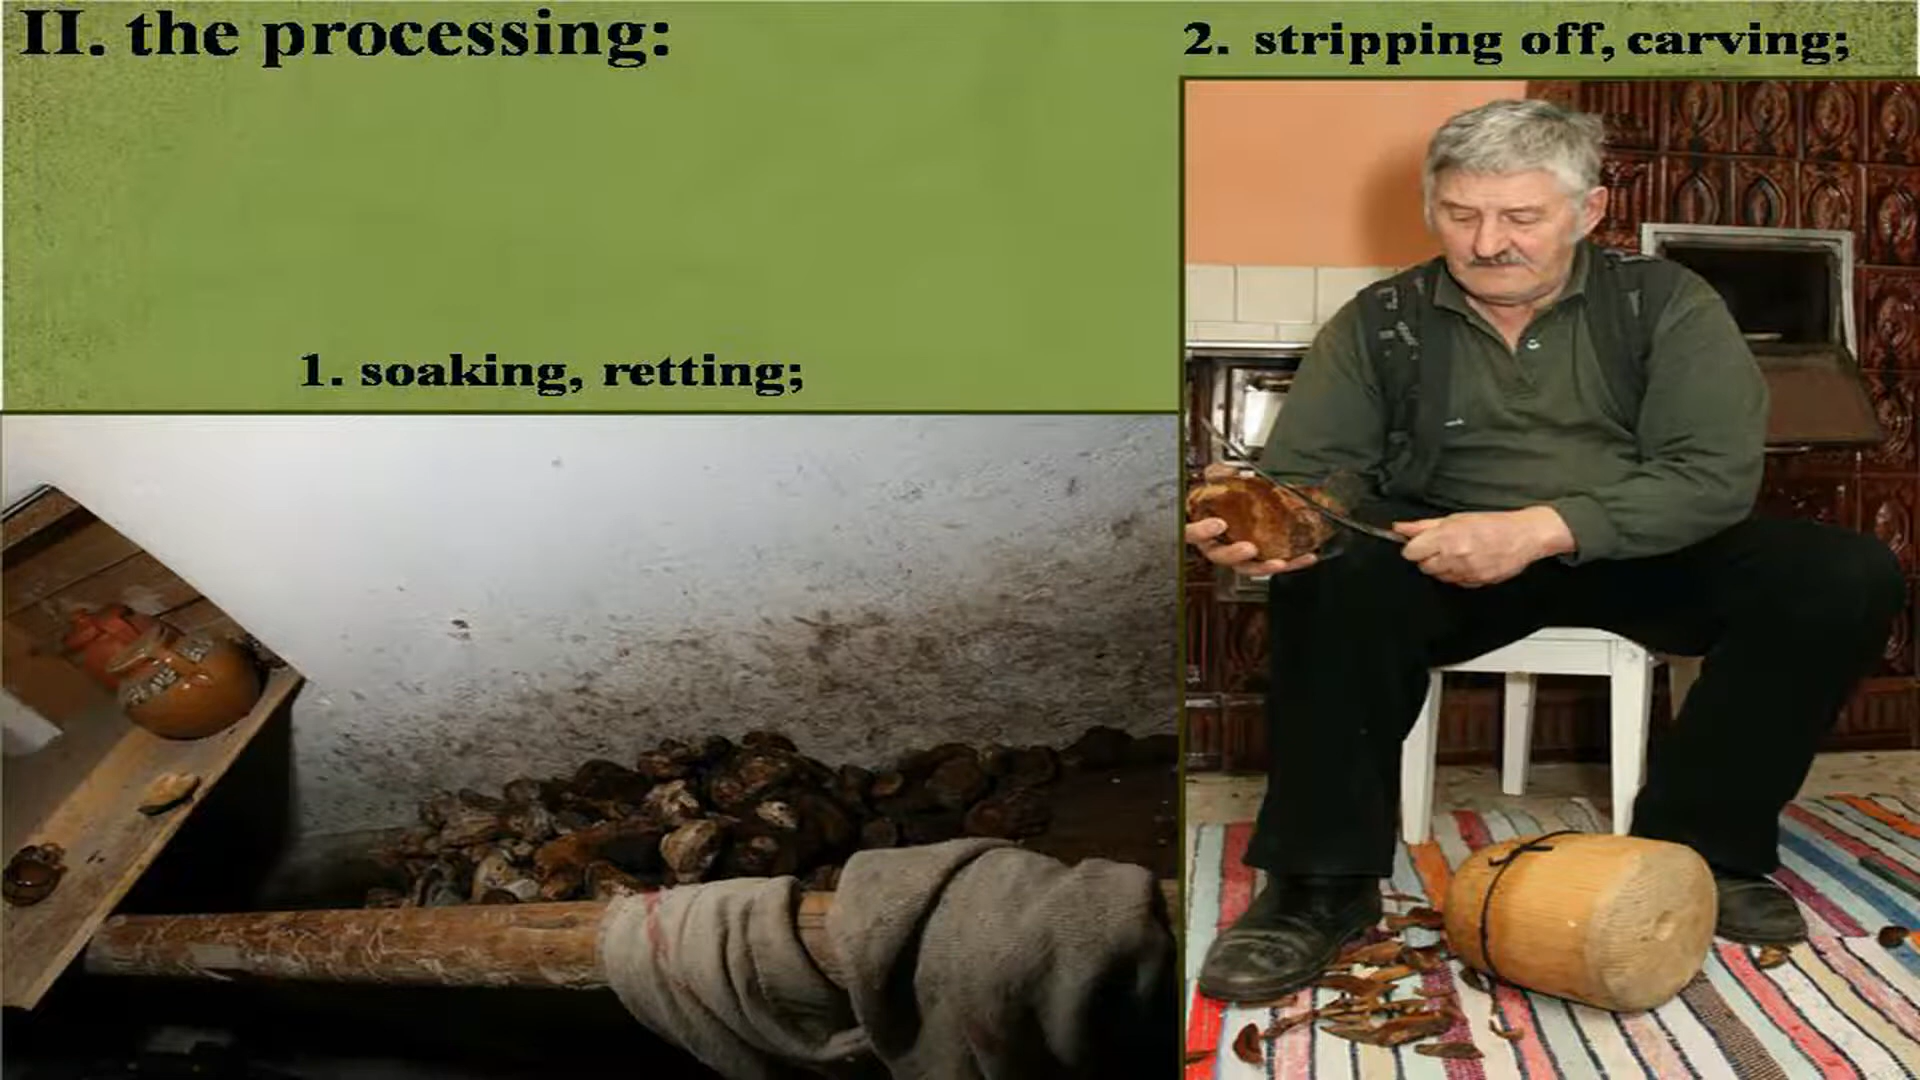 II. the processing:
2. stripping off, carving;
1. soaking, retting;